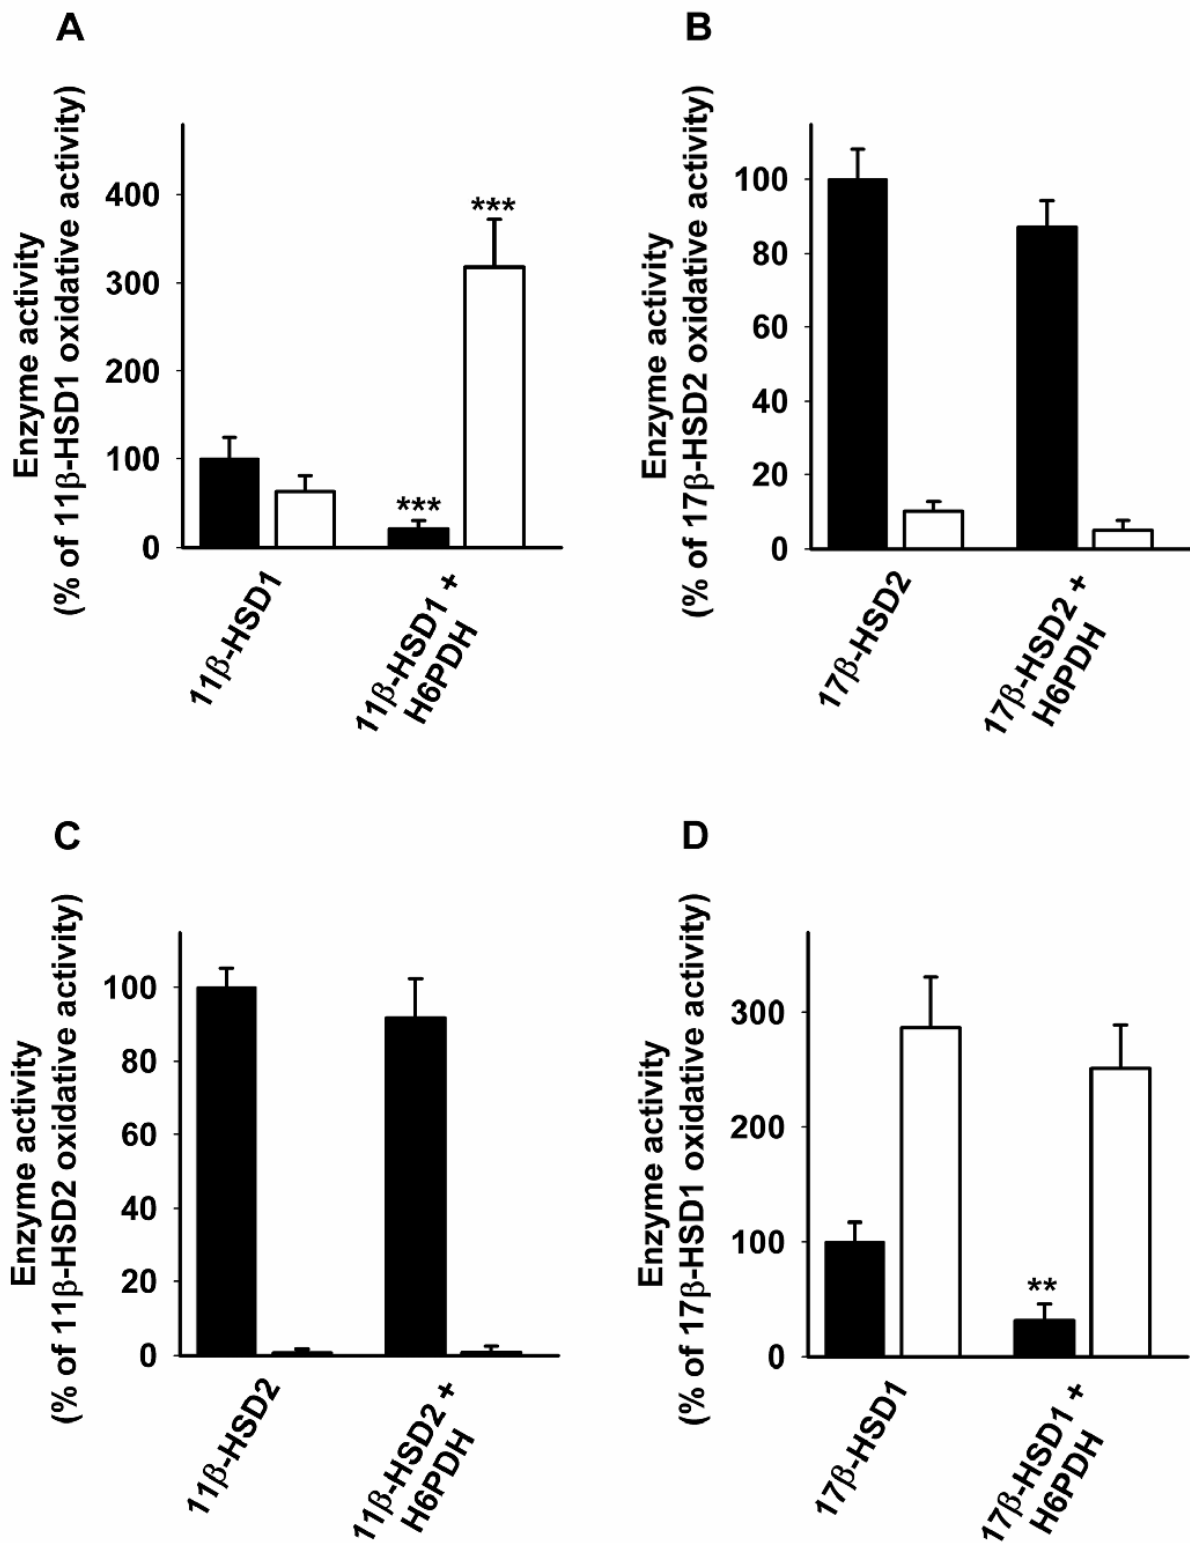 A
Enzyme activity
(% of 11β-HSD1 oxidative activity)
400
300
200
100
0
***
***
11β-HSD1
11β-HSD1 +
H6PDH
B
Enzyme activity
(% of 17β-HSD2 oxidative activity)
100
80
60
40
20
0
17β-HSD2
17β-HSD2 +
H6PDH
C
Enzyme activity
(% of 11β-HSD2 oxidative activity)
100
80
60
40
20
0
11β-HSD2
11β-HSD2 +
H6PDH
D
Enzyme activity
(% of 17β-HSD1 oxidative activity)
300
200
100
0
**
17β-HSD1
17β-HSD1 +
H6PDH